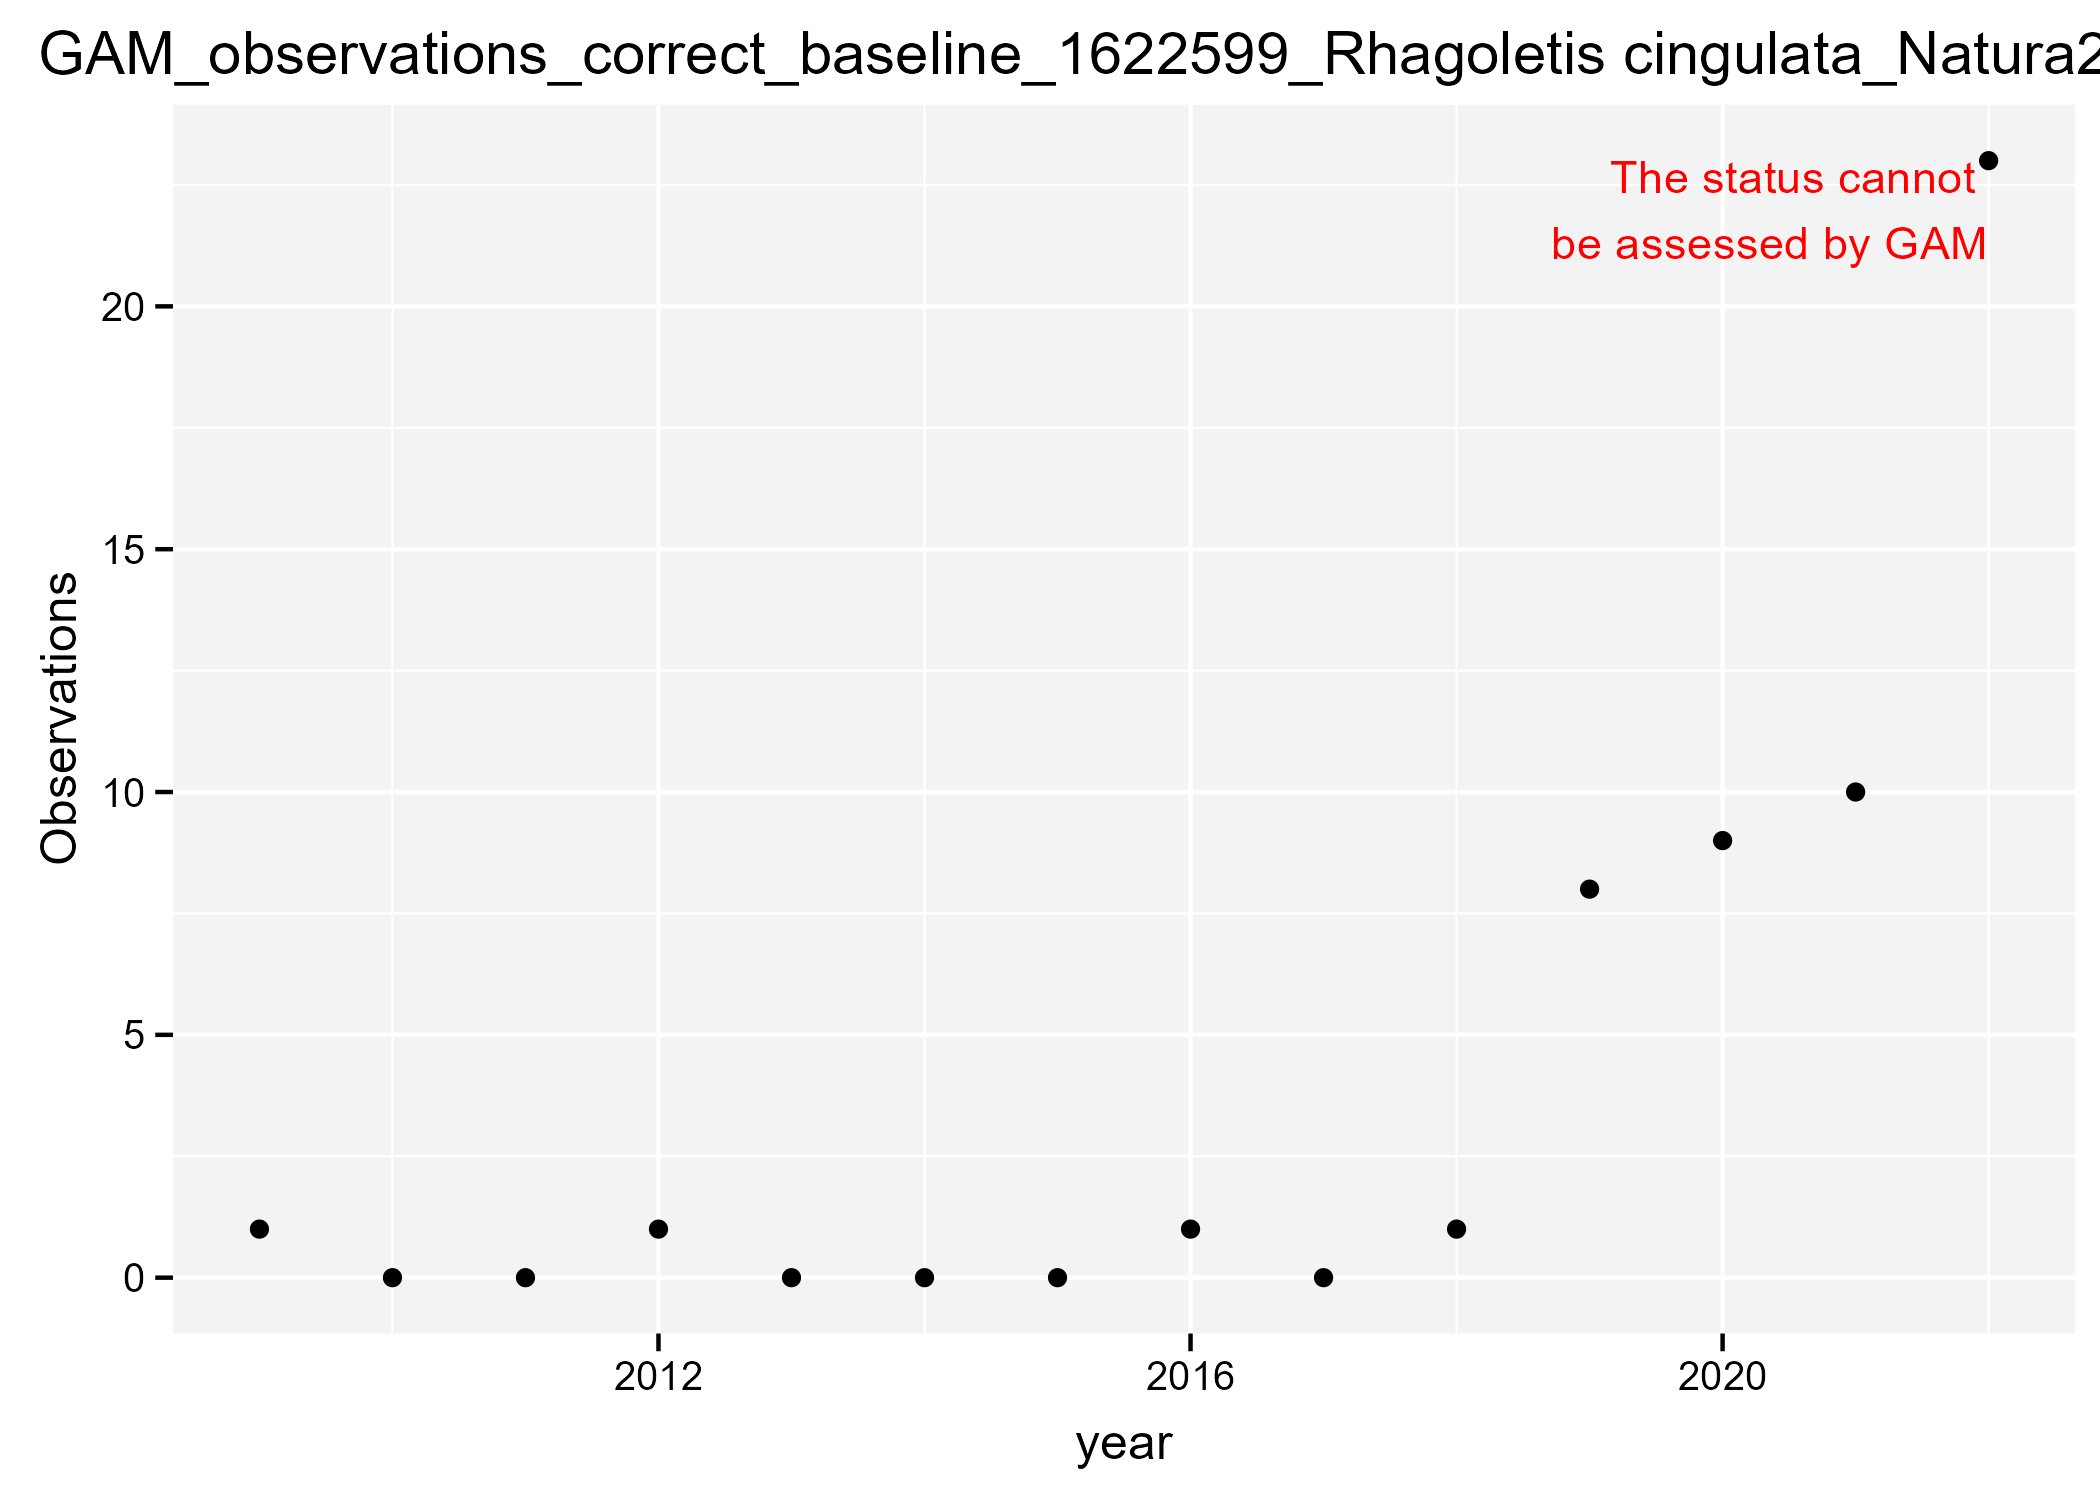 GAM_observations_correct_baseline_1622599_Rhagoletis cingulata_Natura2
The status cannot
be assessed by GAM
Observations
20
15
10
5
0
2012 2016 2020
year